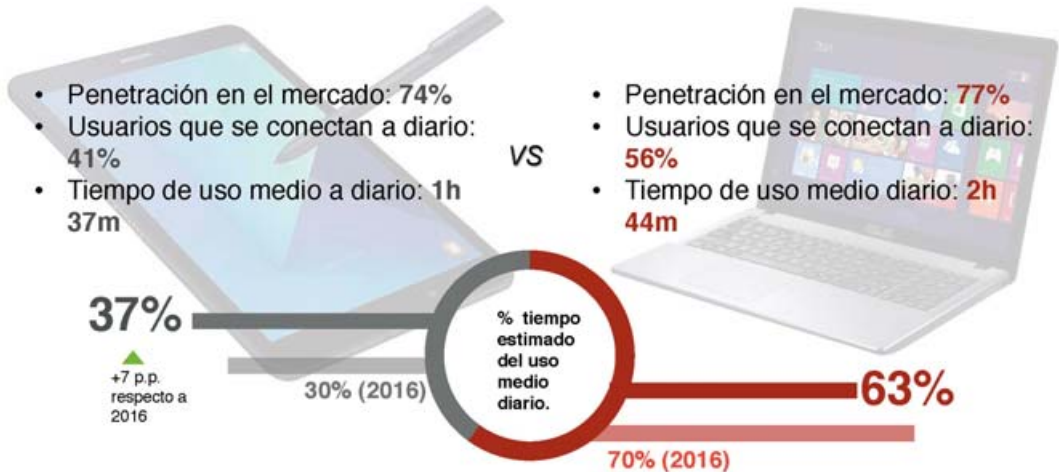 • Penetración en el mercado: 74%
• Usuarios que se conectan a diario:
41%
• Tiempo de uso medio a diario: 1h
37m
VS
• Penetración en el mercado: 77%
• Usuarios que se conectan a diario:
56%
• Tiempo de uso medio diario: 2h
44m
37%
+7 p.p.
respecto a
2016
30% (2016)
% tiempo
estimado
del uso
medio
diario.
63%
70% (2016)